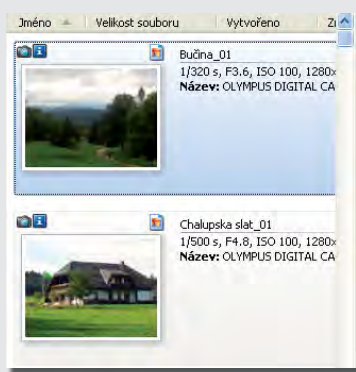 Jméno Velikost souboru Vytvořeno
Bučina_01
1/320 s, F3.6, ISO 100, 1280x
Název: OLYMPUS DIGITAL CA
Chalupska slat_01
1/500 s, F4.8, ISO 100, 1280x
Název: OLYMPUS DIGITAL CA